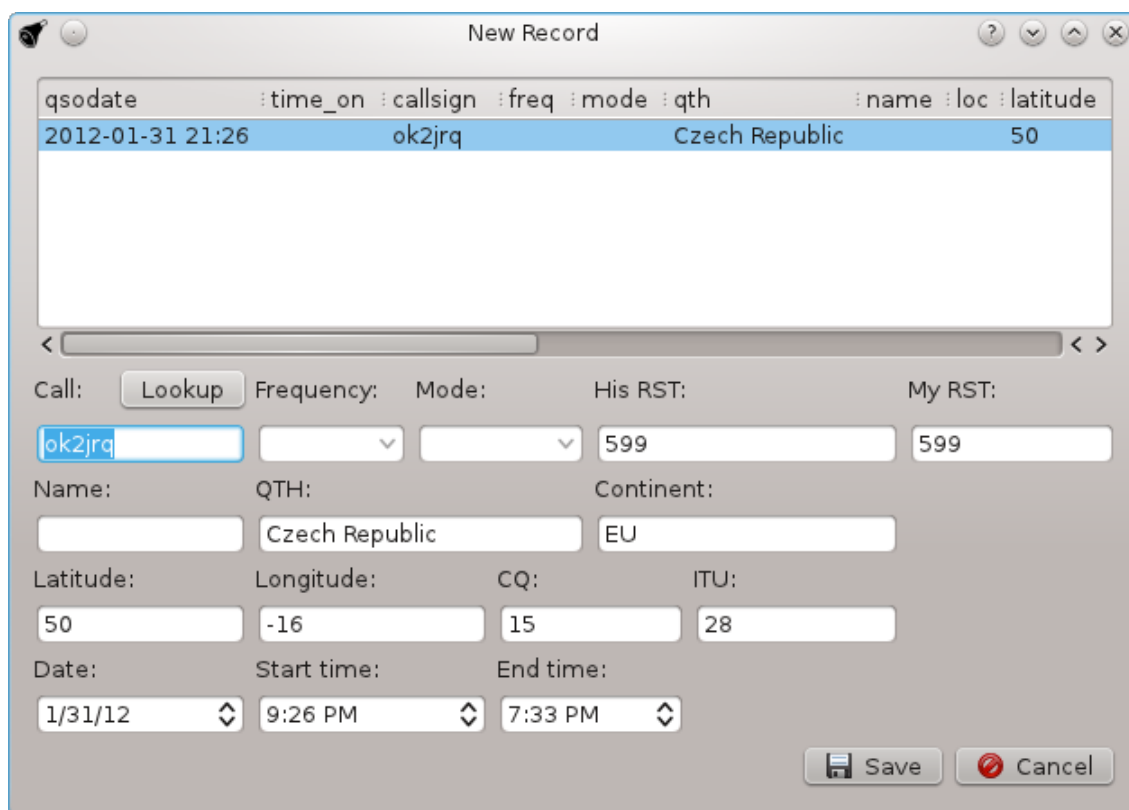 New Record
qsodate time_on callsign freq mode qth name loc latitude
2012-01-31 21:26 ok2jrq Czech Republic 50
Call: Lookup Frequency: Mode: His RST: My RST:
ok2jrq 599 599
Name: QTH: Continent:
Czech Republic EU
Latitude: Longitude: CQ: ITU:
50 -16 15 28
Date: Start time: End time:
1/31/12 9:26 PM 7:33 PM
Save Cancel